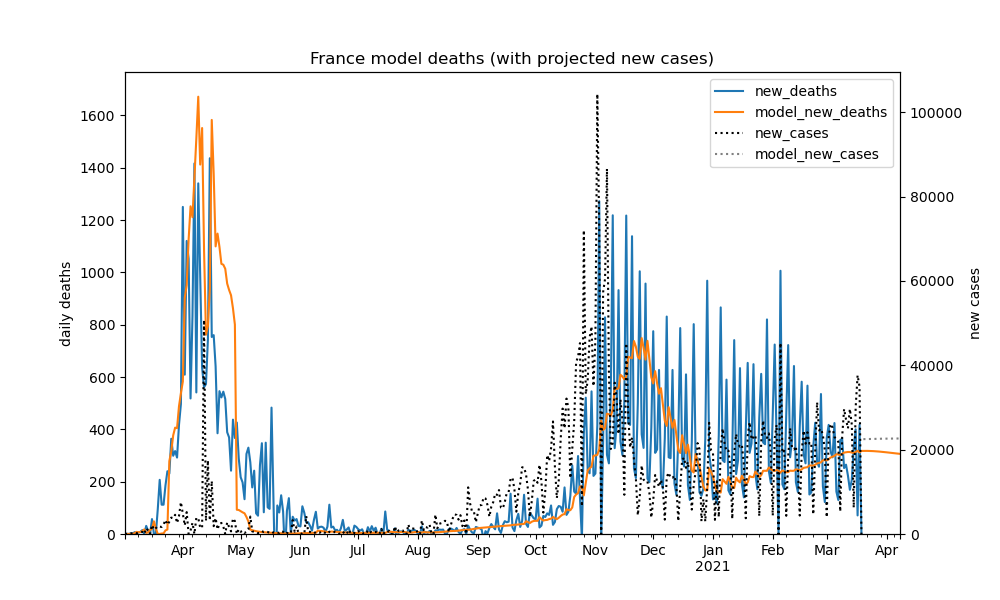 France model deaths (with projected new cases)
new_deaths
model_new_deaths
new_cases
model_new_cases
1600
1400
1200
1000
800
600
400
200
0
daily deaths
100000
80000
60000
40000
20000
0
new cases
Apr May Jun Jul Aug Sep Oct Nov Dec Jan Feb Mar Apr
2021